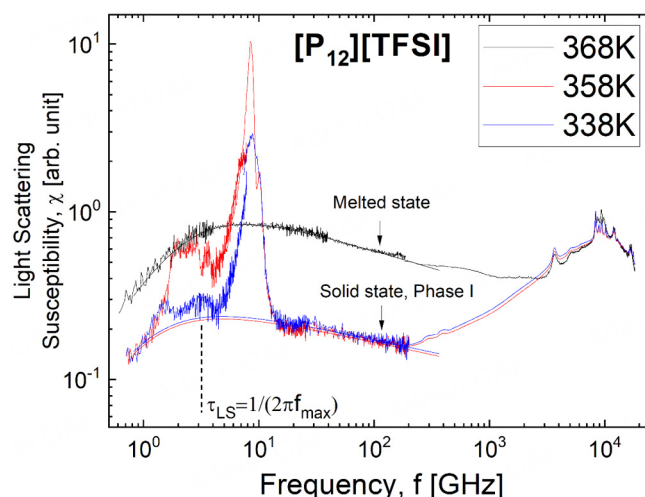 [P₁₂][TFSI]
368K
358K
338K
Melted state
Solid state, Phase I
τLS=1/(2πfmax)
Light Scattering
Susceptibility, χ [arb. unit]
10¹
10⁰
10⁻¹
10⁰ 10¹ 10² 10³ 10⁴
Frequency, f [GHz]